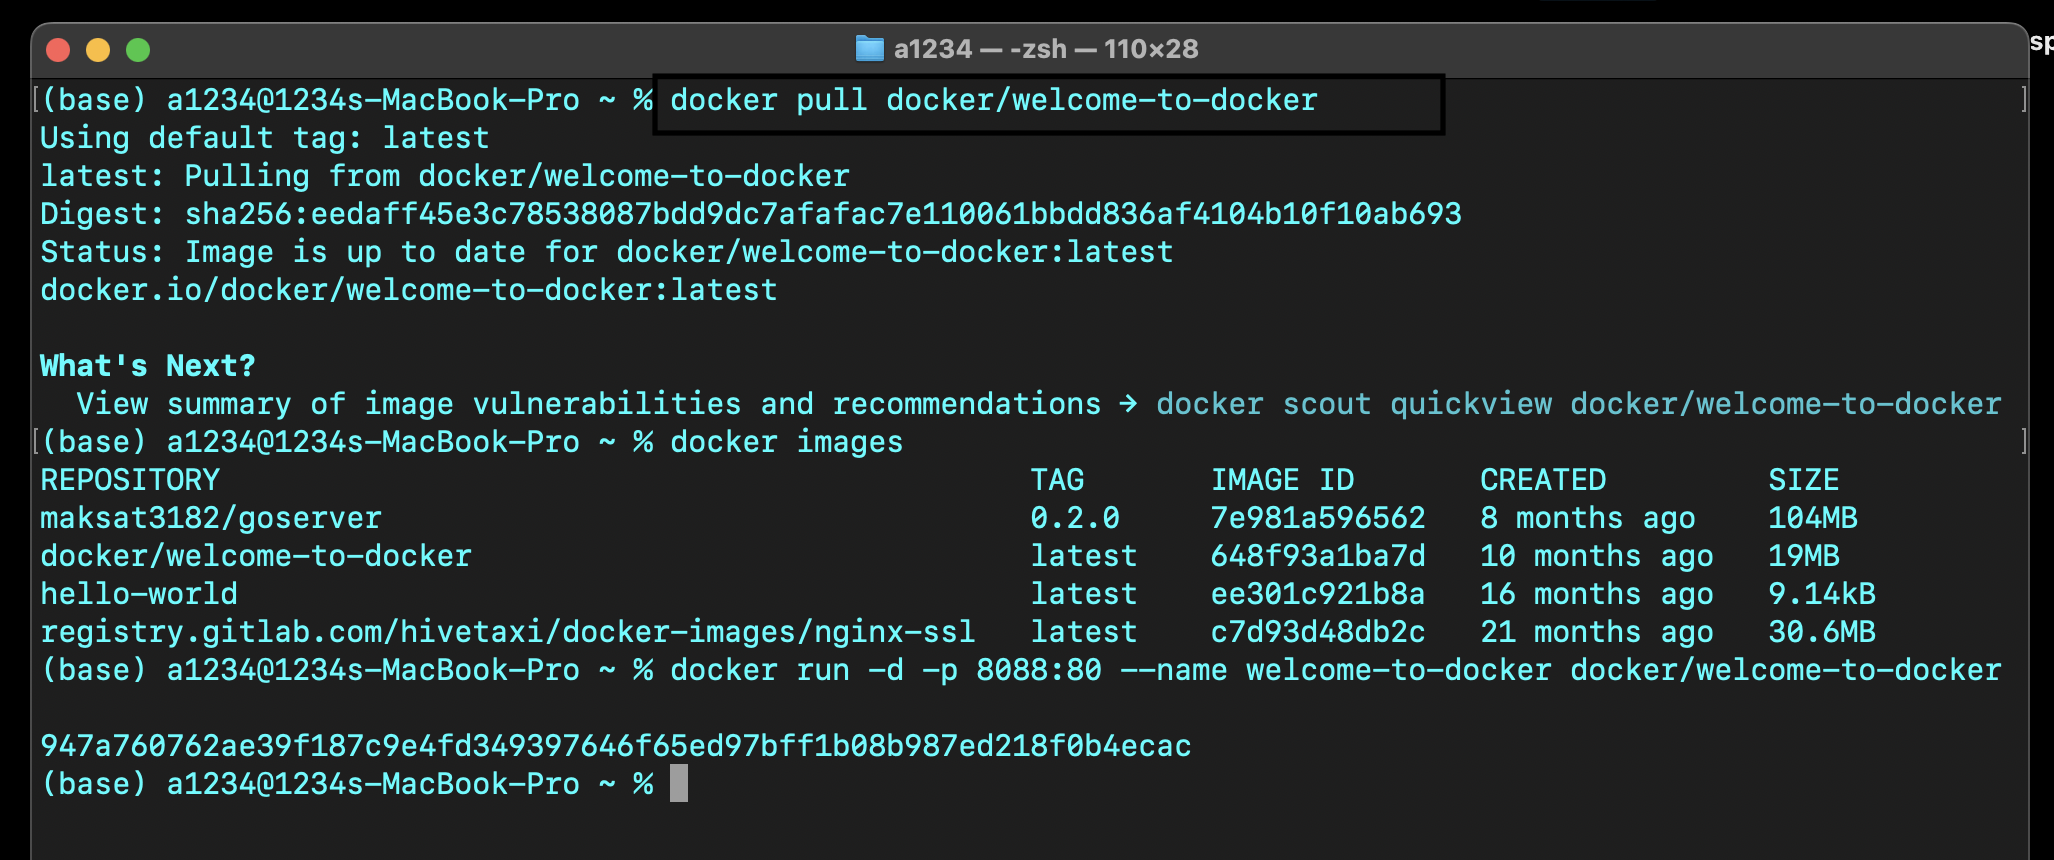 a1234 — -zsh — 110×28
sp
(base) a1234@1234s-MacBook-Pro ~ % docker pull docker/welcome-to-docker
Using default tag: latest
latest: Pulling from docker/welcome-to-docker
Digest: sha256:eedaff45e3c78538087bdd9dc7afafac7e110061bbdd836af4104b10f10ab693
Status: Image is up to date for docker/welcome-to-docker:latest
docker.io/docker/welcome-to-docker:latest
What's Next?
View summary of image vulnerabilities and recommendations → docker scout quickview docker/welcome-to-docker
(base) a1234@1234s-MacBook-Pro ~ % docker images
REPOSITORY TAG IMAGE ID CREATED SIZE
maksat3182/goserver 0.2.0 7e981a596562 8 months ago 104MB
docker/welcome-to-docker latest 648f93a1ba7d 10 months ago 19MB
hello-world latest ee301c921b8a 16 months ago 9.14kB
registry.gitlab.com/hivetaxi/docker-images/nginx-ssl latest c7d93d48db2c 21 months ago 30.6MB
(base) a1234@1234s-MacBook-Pro ~ % docker run -d -p 8088:80 --name welcome-to-docker docker/welcome-to-docker
947a760762ae39f187c9e4fd349397646f65ed97bff1b08b987ed218f0b4ecac
(base) a1234@1234s-MacBook-Pro ~ %